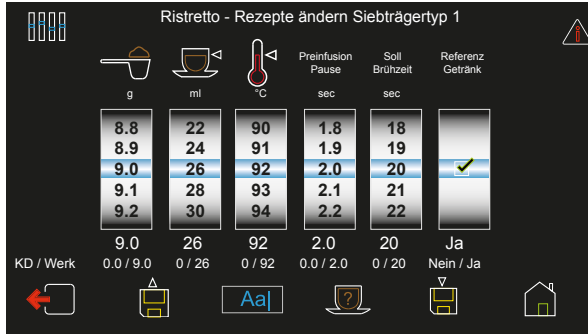 Ristretto - Rezepte ändern Siebträgertyp 1
Preinfusion Pause
Soll Brühzeit
Referenz Getränk
g ml °C sec sec
8.8 22 90 1.8 18
8.9 24 91 1.9 19
9.0 26 92 2.0 20
9.1 28 93 2.1 21
9.2 30 94 2.2 22
9.0 26 92 2.0 20 Ja
KD / Werk 0.0 / 9.0 0 / 26 0 / 92 0.0 / 2.0 0 / 20 Nein / Ja
Aa|
?